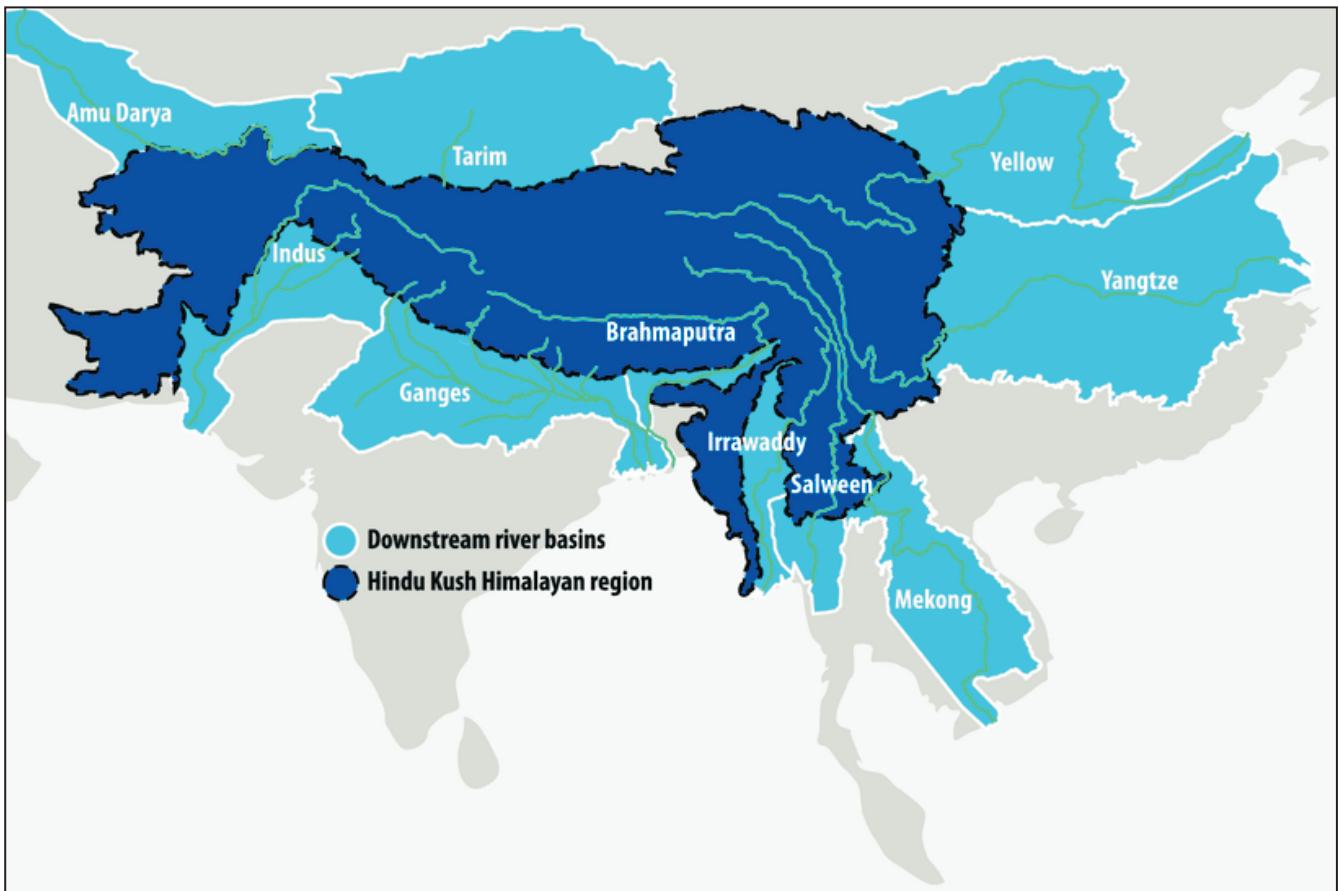 Amu Darya
Tarim
Yellow
Indus
Yangtze
Brahmaputra
Ganges
Irrawaddy
Salween
Downstream river basins
Hindu Kush Himalayan region
Mekong